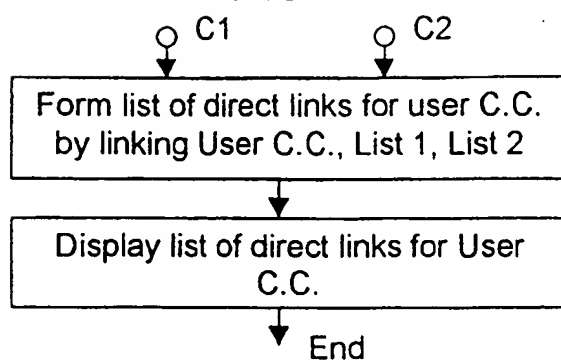 C1 C2
Form list of direct links for user C.C.
by linking User C.C., List 1, List 2
Display list of direct links for User
C.C.
End